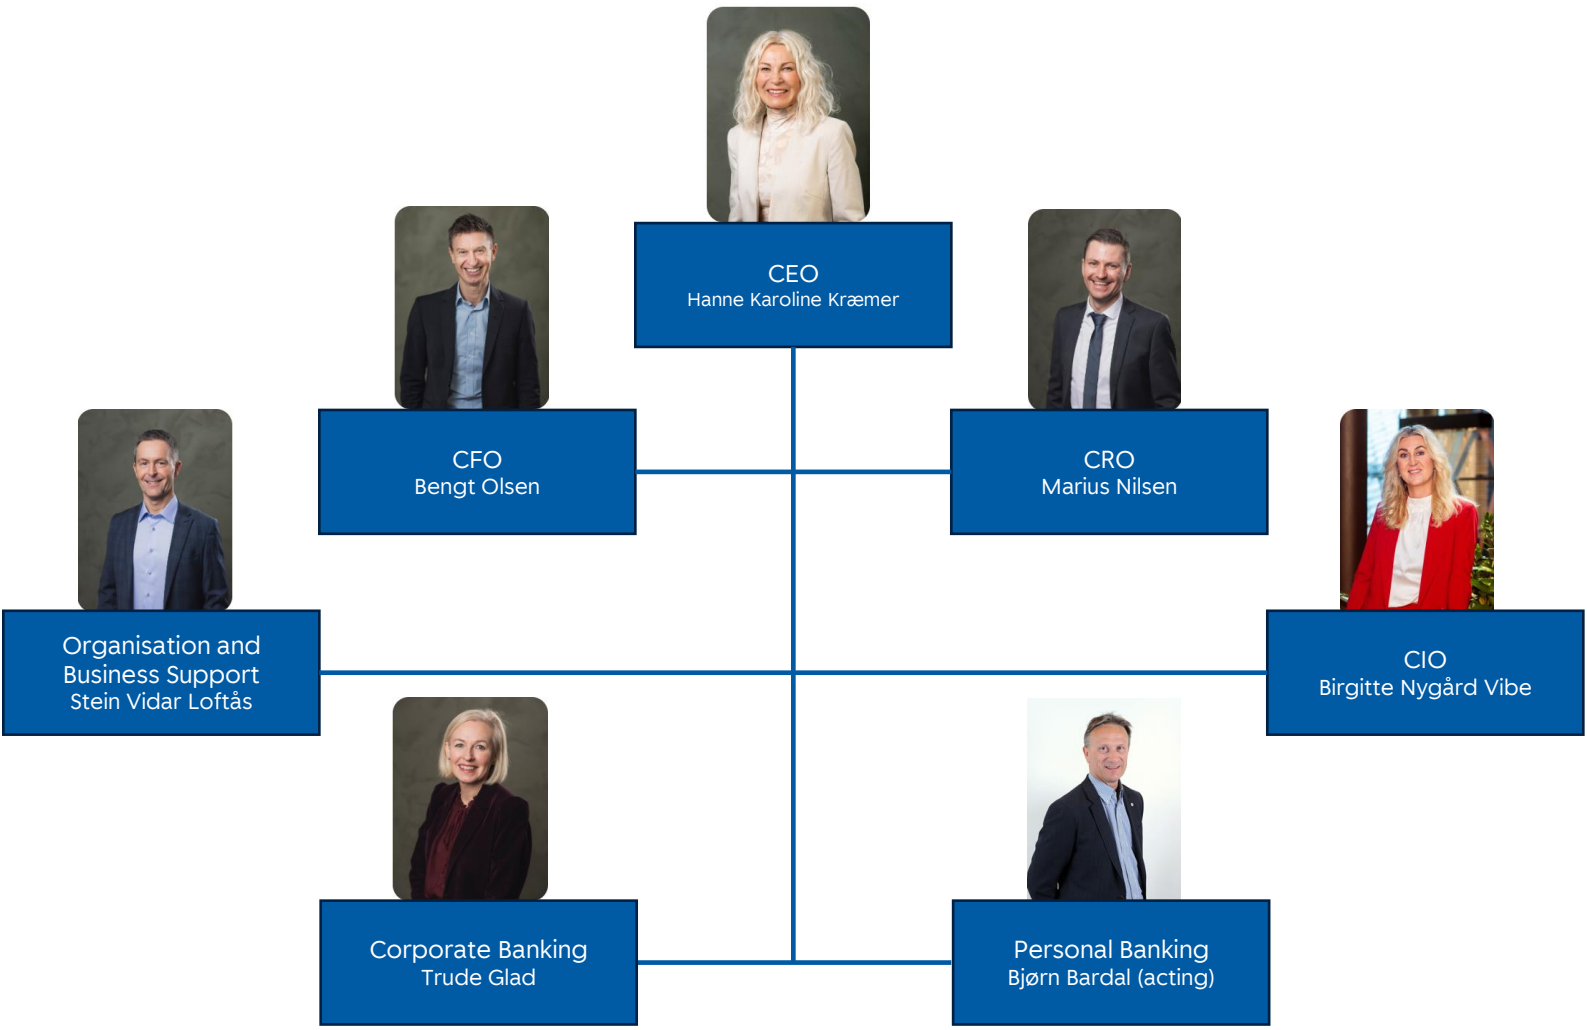 CEO
Hanne Karoline Kræmer
CFO
Bengt Olsen
CRO
Marius Nilsen
Organisation and
Business Support
Stein Vidar Loftås
CIO
Birgitte Nygård Vibe
Corporate Banking
Trude Glad
Personal Banking
Bjørn Bardal (acting)